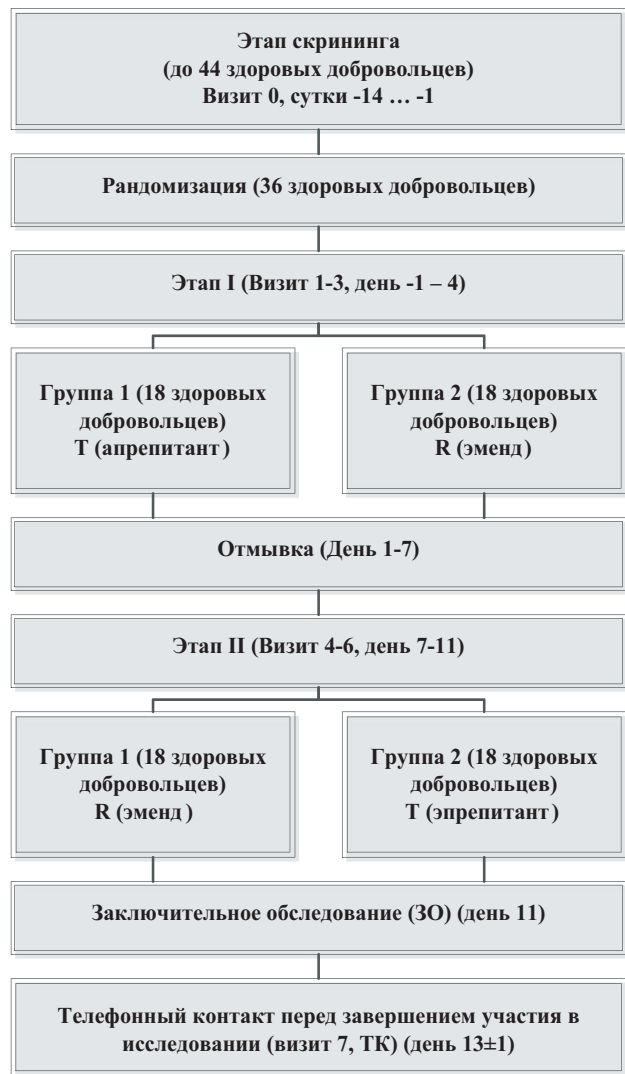 Этап скрининга
(до 44 здоровых добровольцев)
Визит 0, сутки -14 … -1
Рандомизация (36 здоровых добровольцев)
Этап I (Визит 1-3, день -1 – 4)
Группа 1 (18 здоровых
добровольцев)
Т (апрепитант)
Группа 2 (18 здоровых
добровольцев)
R (эменд)
Отмывка (День 1-7)
Этап II (Визит 4-6, день 7-11)
Группа 1 (18 здоровых
добровольцев)
R (эменд )
Группа 2 (18 здоровых
добровольцев)
Т (эпрепитант)
Заключительное обследование (ЗО) (день 11)
Телефонный контакт перед завершением участия в
исследовании (визит 7, ТК) (день 13±1)